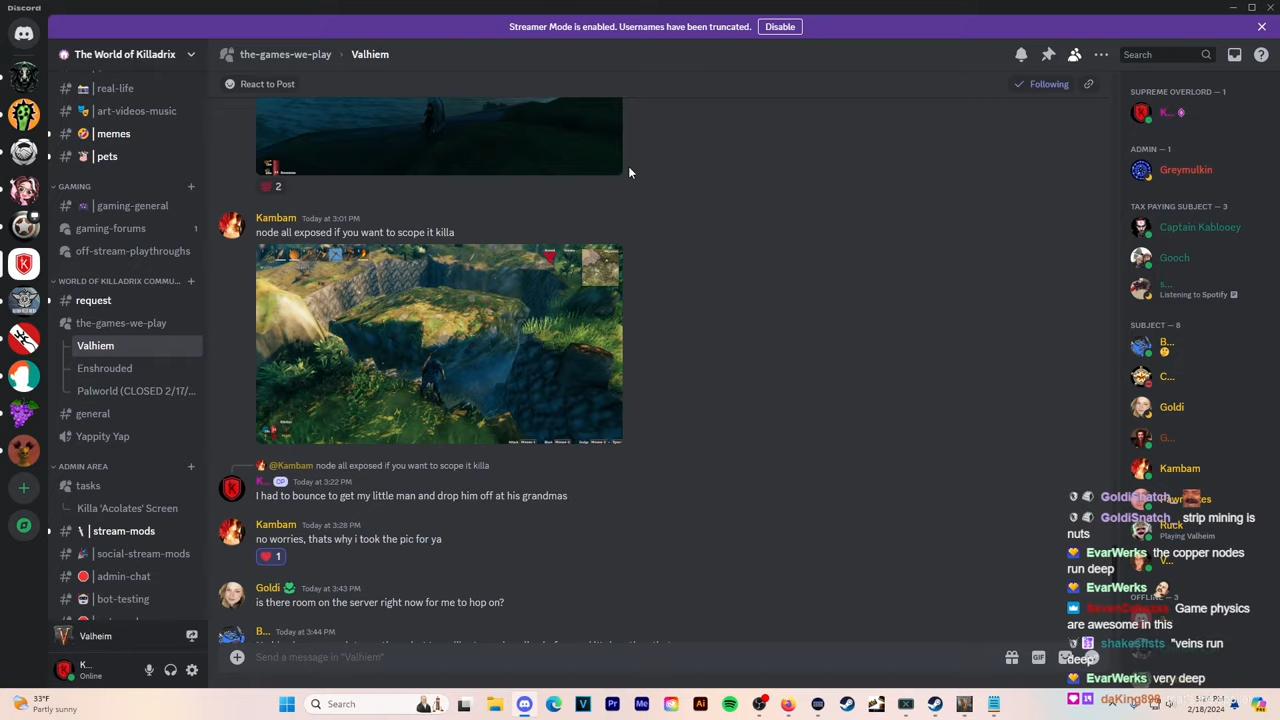 Discord
Streamer Mode is enabled. Usernames have been truncated. Disable
The World of Killadrix
the-games-we-play › Valhiem
Search
React to Post
Following
real-life
art-videos-music
memes
pets
GAMING
gaming-general
gaming-forums 1
off-stream-playthroughs
WORLD OF KILLADRIX COMMU...
request
the-games-we-play
Valhiem
Enshrouded
Palworld (CLOSED 2/17/...
general
Yappity Yap
ADMIN AREA
tasks
Killa 'Acolates' Screen
stream-mods
social-stream-mods
admin-chat
bot-testing
Valheim
K...
Online
2
Kambam Today at 3:01 PM
node all exposed if you want to scope it killa
@Kambam node all exposed if you want to scope it killa
K... OP Today at 3:22 PM
I had to bounce to get my little man and drop him off at his grandmas
Kambam Today at 3:28 PM
no worries, thats why i took the pic for ya
1
Goldi Today at 3:43 PM
is there room on the server right now for me to hop on?
B... Today at 3:44 PM
Send a message in "Valhiem"
GIF
SUPREME OVERLORD — 1
K...
ADMIN — 1
Greymulkin
TAX PAYING SUBJECT — 3
Captain Kablooey
Gooch
s...
Listening to Spotify
SUBJECT — 8
B...
C...
Goldi
G...
Kambam
Ruck
Playing Valheim
V...
OFFLINE — 3
GoldiSnatch
GoldiSnatch strip mining is
nuts
EvarWerks the copper nodes
run deep
EvarWerks
Game physics
are awesome in this
shakesfists "veins run
deep"
EvarWerks very deep
daKing898
33°F
Partly sunny
Search
2/18/2024